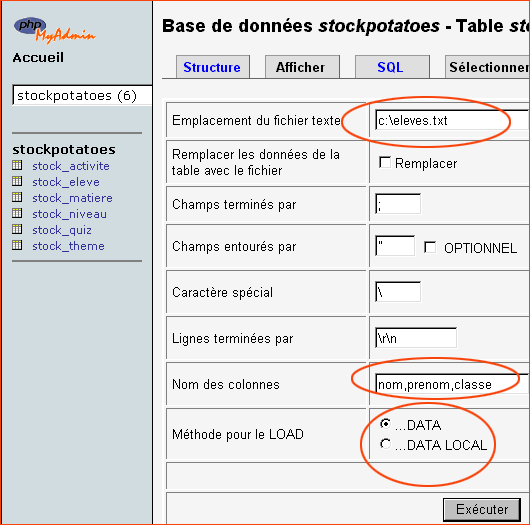 php
MyAdmin
Accueil
stockpotatoes (6)
stockpotatoes
stock_activite
stock_eleve
stock_matiere
stock_niveau
stock_quiz
stock_theme
Base de données stockpotatoes - Table sto
Structure Afficher SQL Sélectionner
Emplacement du fichier texte c:\eleves.txt
Remplacer les données de la
table avec le fichier Remplacer
Champs terminés par ;
Champs entourés par " OPTIONNEL
Caractère spécial \
Lignes terminées par \r\n
Nom des colonnes nom,prenom,classe
Méthode pour le LOAD ...DATA
...DATA LOCAL
Exécuter